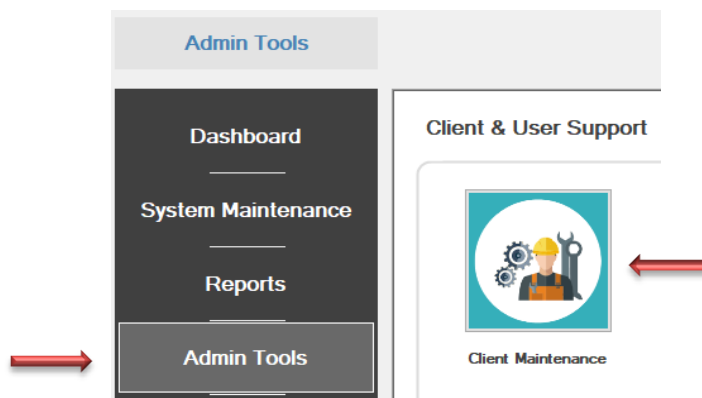 Admin Tools
Dashboard
System Maintenance
Reports
Admin Tools
Client & User Support
Client Maintenance